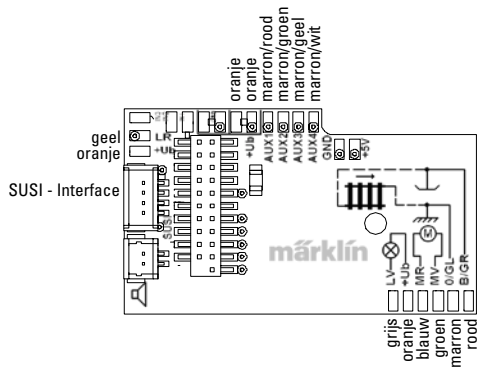 oranje
oranje
marron/rood
marron/groen
marron/geel
marron/wit
geel
oranje
LR
+Ub
+Ub
AUX1
AUX2
AUX3
AUX4
GND
+5V
SUSI - Interface
SUSI
märklin
M
LV
+Ub
MR
MV
0/GL
B/GR
grijs
oranje
blauw
groen
marron
rood